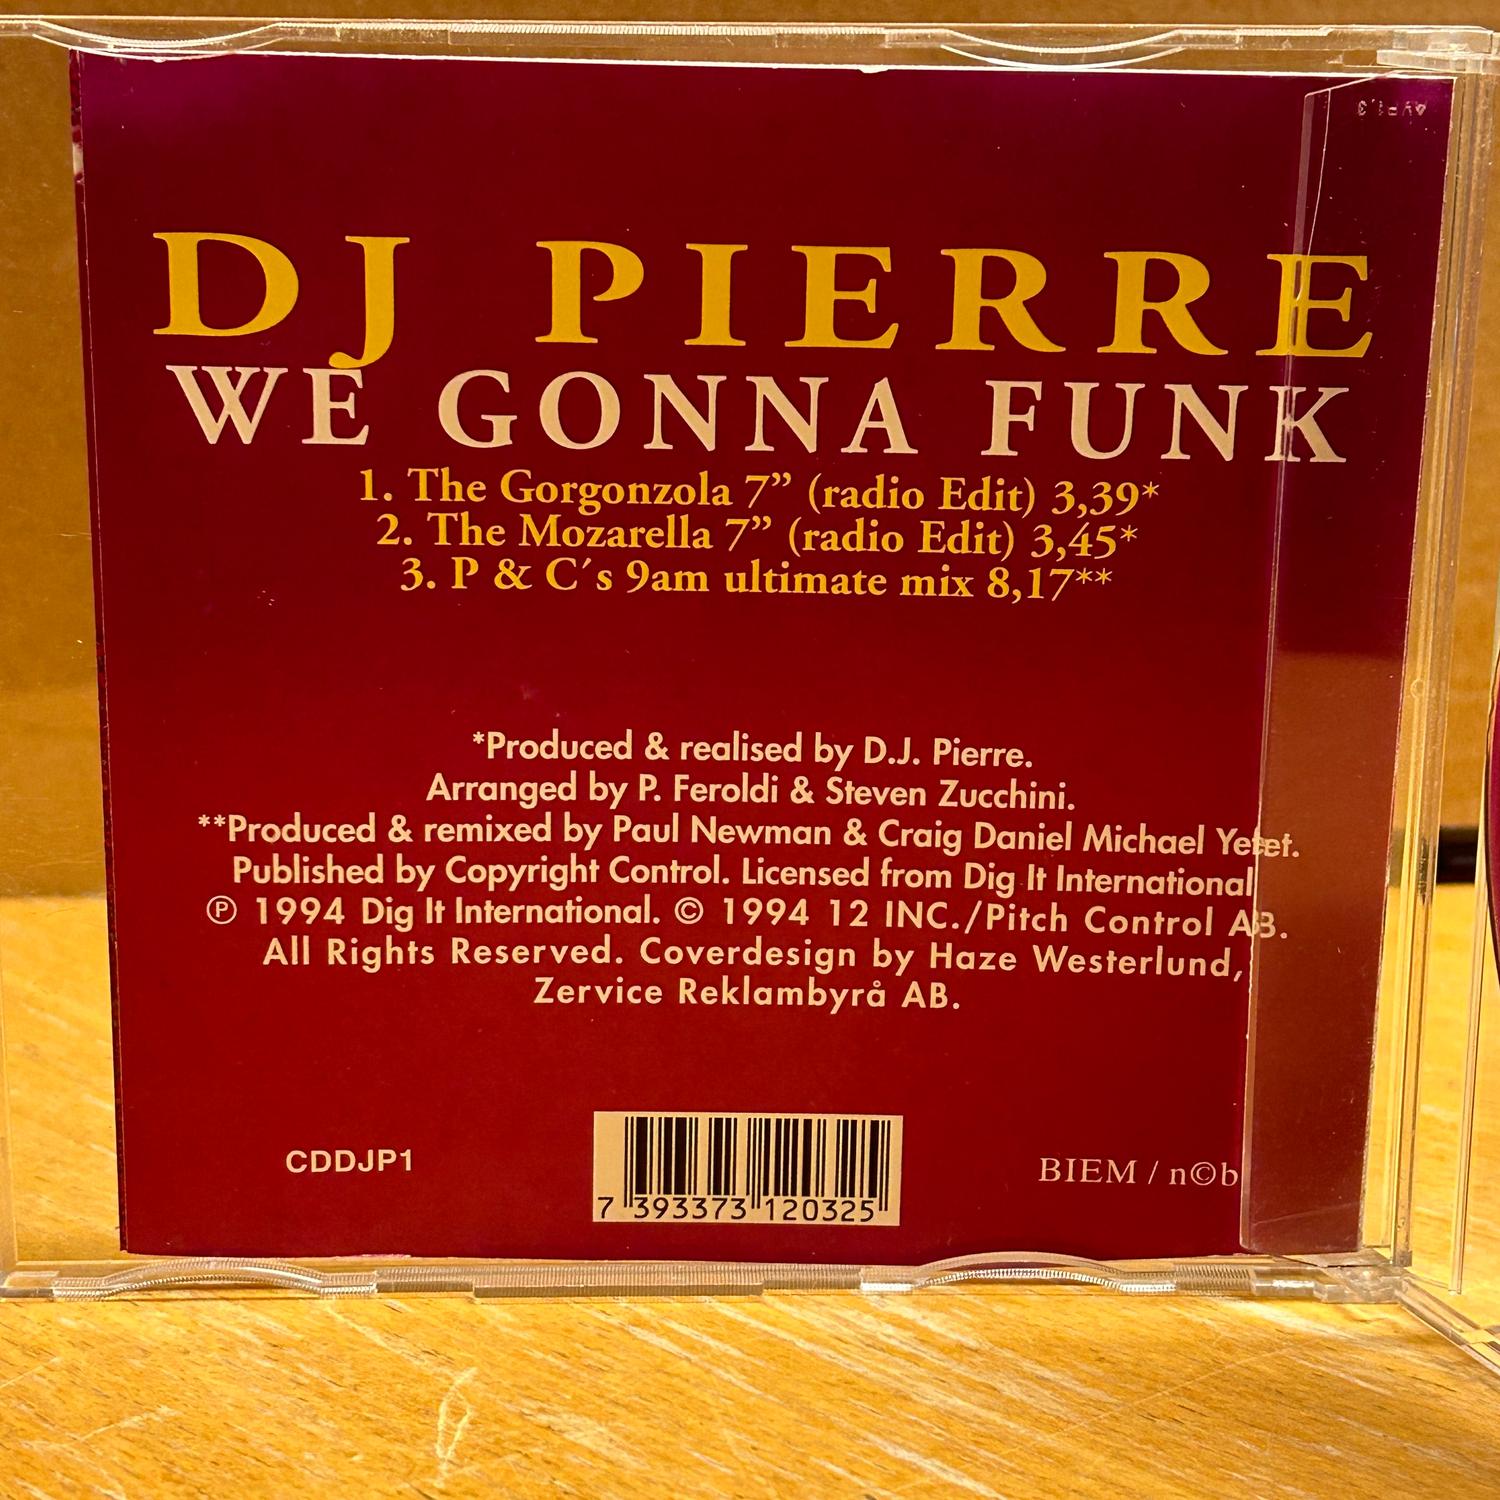 DJ PIERRE
WE GONNA FUNK
1. The Gorgonzola 7” (radio Edit) 3,39*
2. The Mozarella 7” (radio Edit) 3,45*
3. P & C´s 9am ultimate mix 8,17**
*Produced & realised by D.J. Pierre.
Arranged by P. Feroldi & Steven Zucchini.
**Produced & remixed by Paul Newman & Craig Daniel Michael Yefet.
Published by Copyright Control. Licensed from Dig It International
℗ 1994 Dig It International. © 1994 12 INC./Pitch Control AB.
All Rights Reserved. Coverdesign by Haze Westerlund,
Zervice Reklambyrå AB.
CDDJP1
7 393373 120325
BIEM / n©b